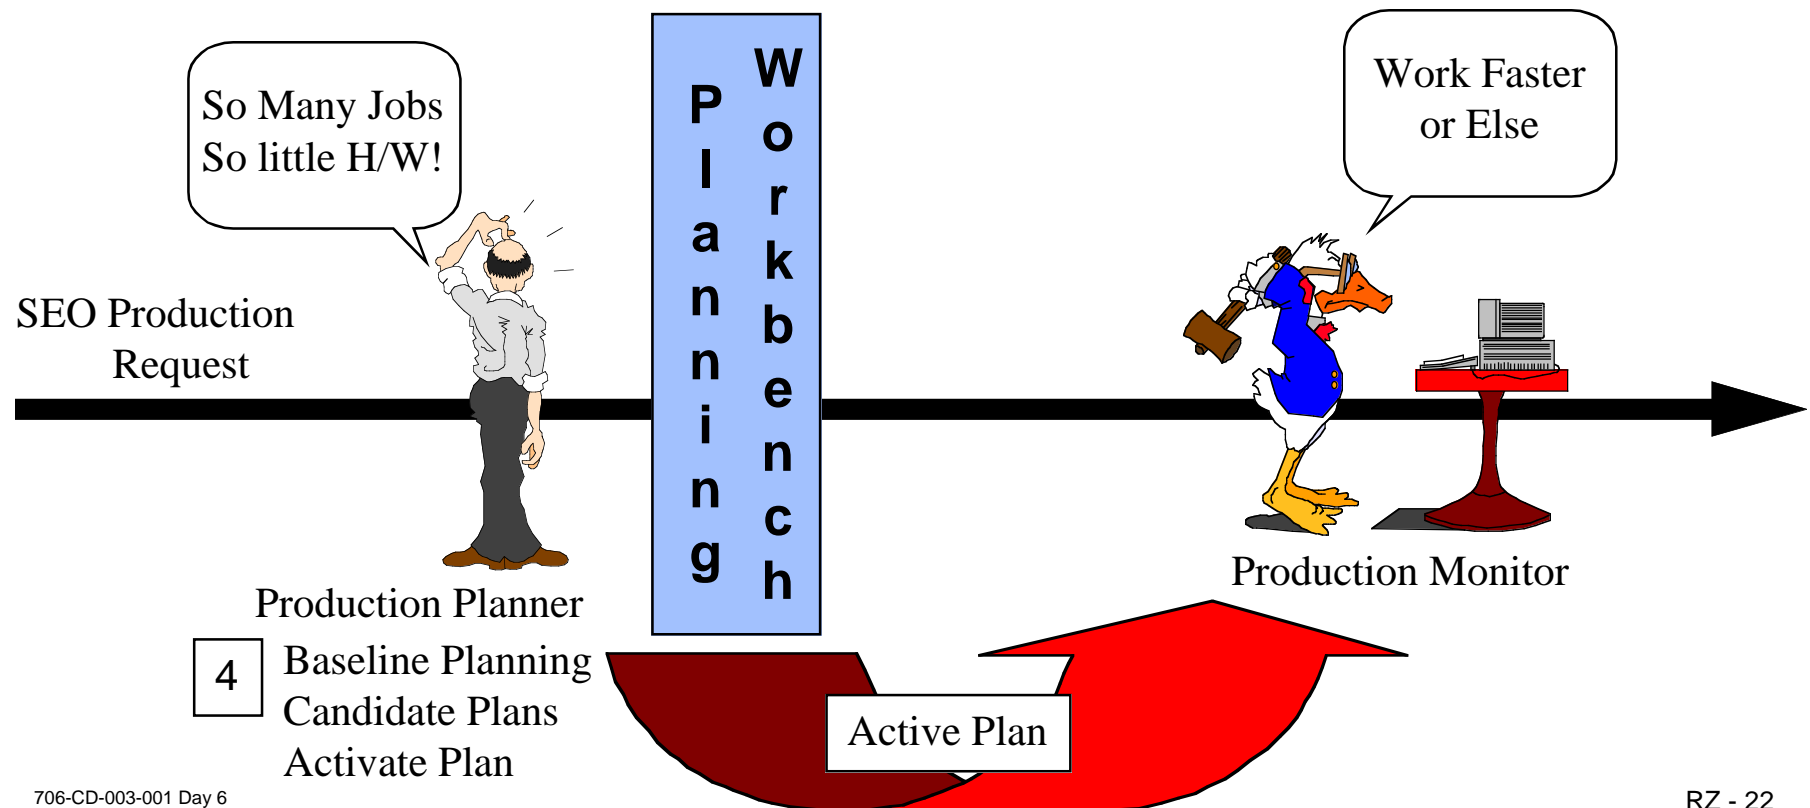 So Many Jobs
So little H/W!
Planning
Workbench
Work Faster
or Else
SEO Production
Request
Production Planner
4
Baseline Planning
Candidate Plans
Activate Plan
Active Plan
Production Monitor
706-CD-003-001 Day 6
RZ - 22